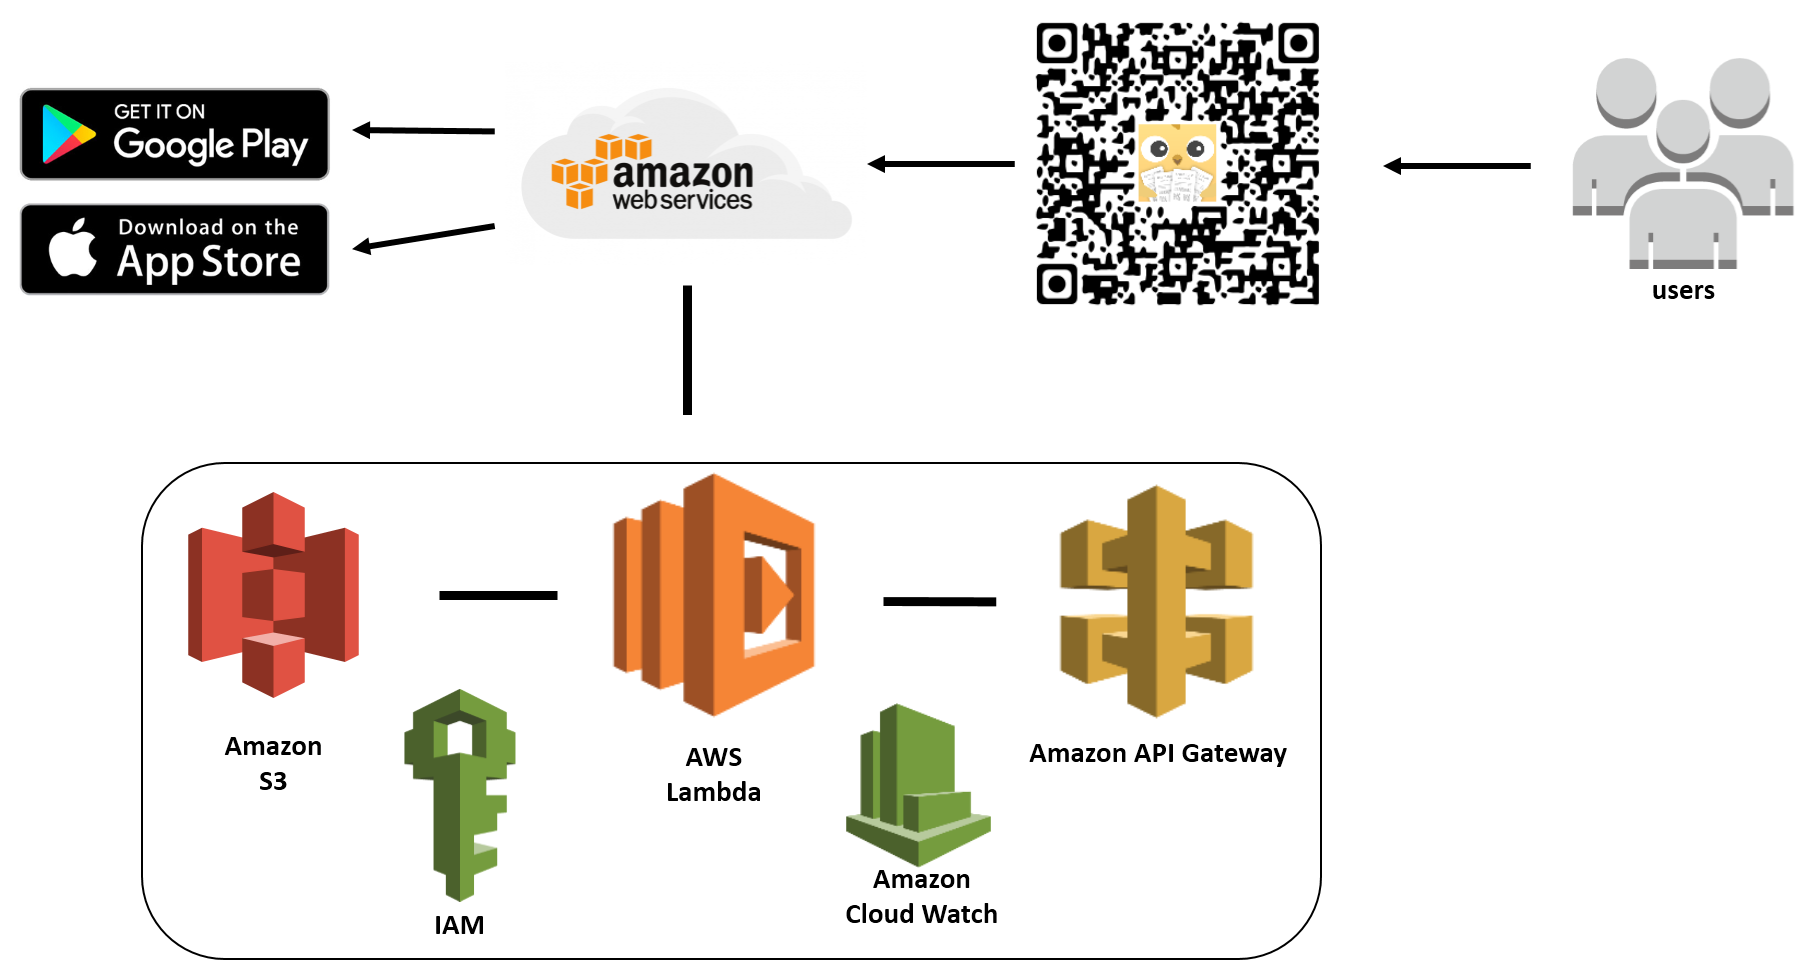 GET IT ON
Google Play
Download on the
App Store
amazon
web services
users
Amazon
S3
IAM
AWS
Lambda
Amazon
Cloud Watch
Amazon API Gateway